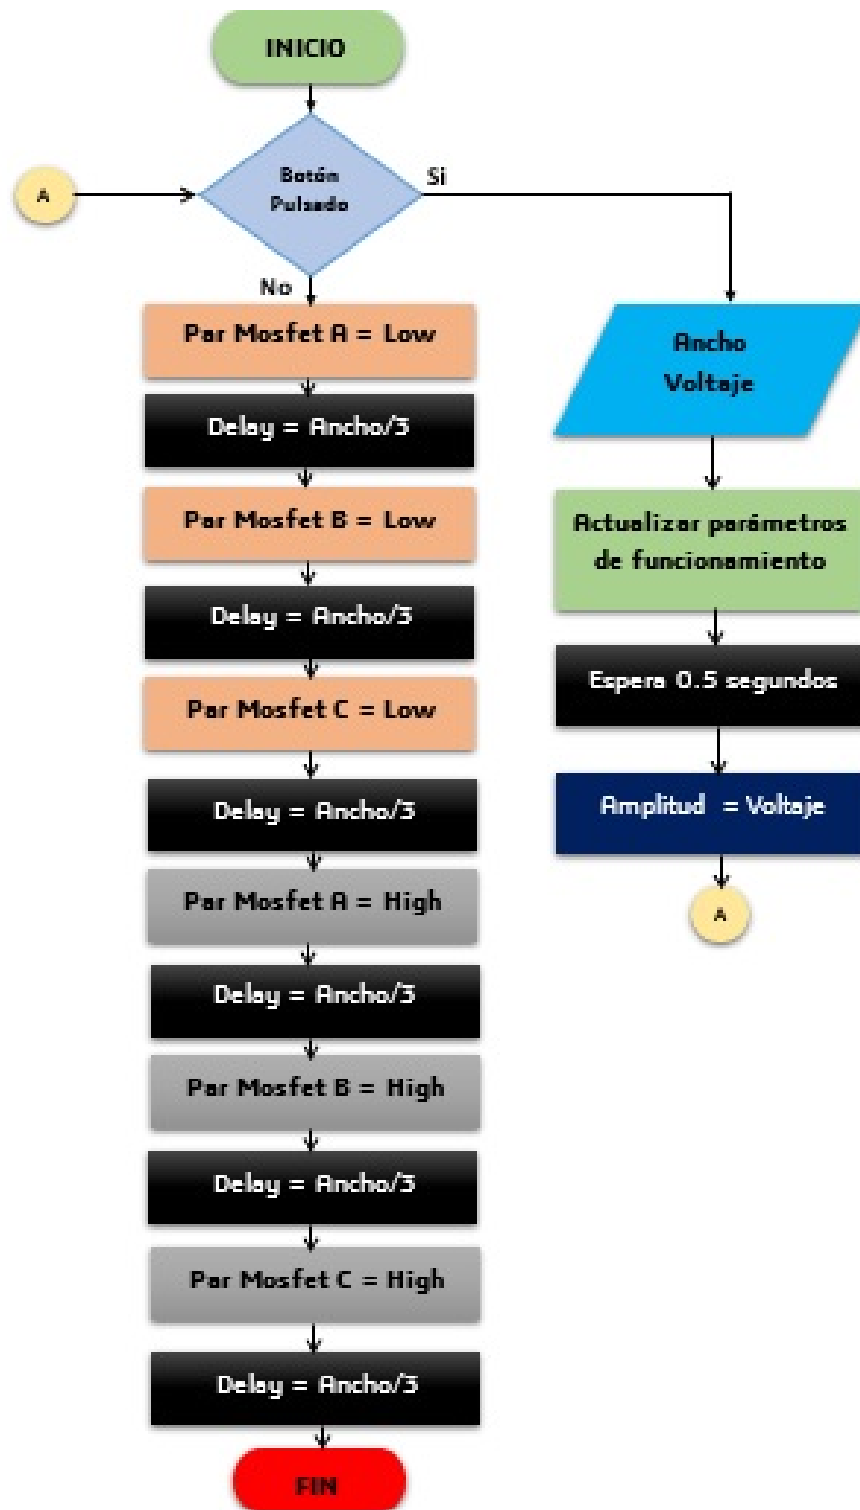 INICIO
A
Botón
Pulsado
Si
No
Par Mosfet A = Low
Delay = Ancho/3
Par Mosfet B = Low
Delay = Ancho/3
Par Mosfet C = Low
Delay = Ancho/3
Par Mosfet A = High
Delay = Ancho/3
Par Mosfet B = High
Delay = Ancho/3
Par Mosfet C = High
Delay = Ancho/3
FIN
Ancho
Voltaje
Actualizar parámetros
de funcionamiento
Espera 0.5 segundos
Amplitud = Voltaje
A